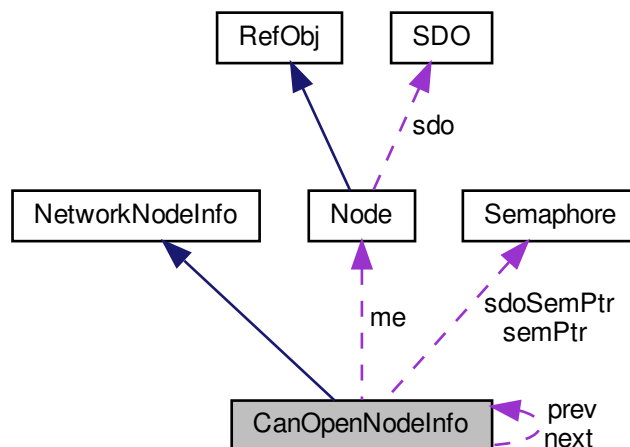 RefObj
SDO
sdo
NetworkNodeInfo
Node
Semaphore
me
sdoSemPtr
semPtr
CanOpenNodeInfo
prev
next